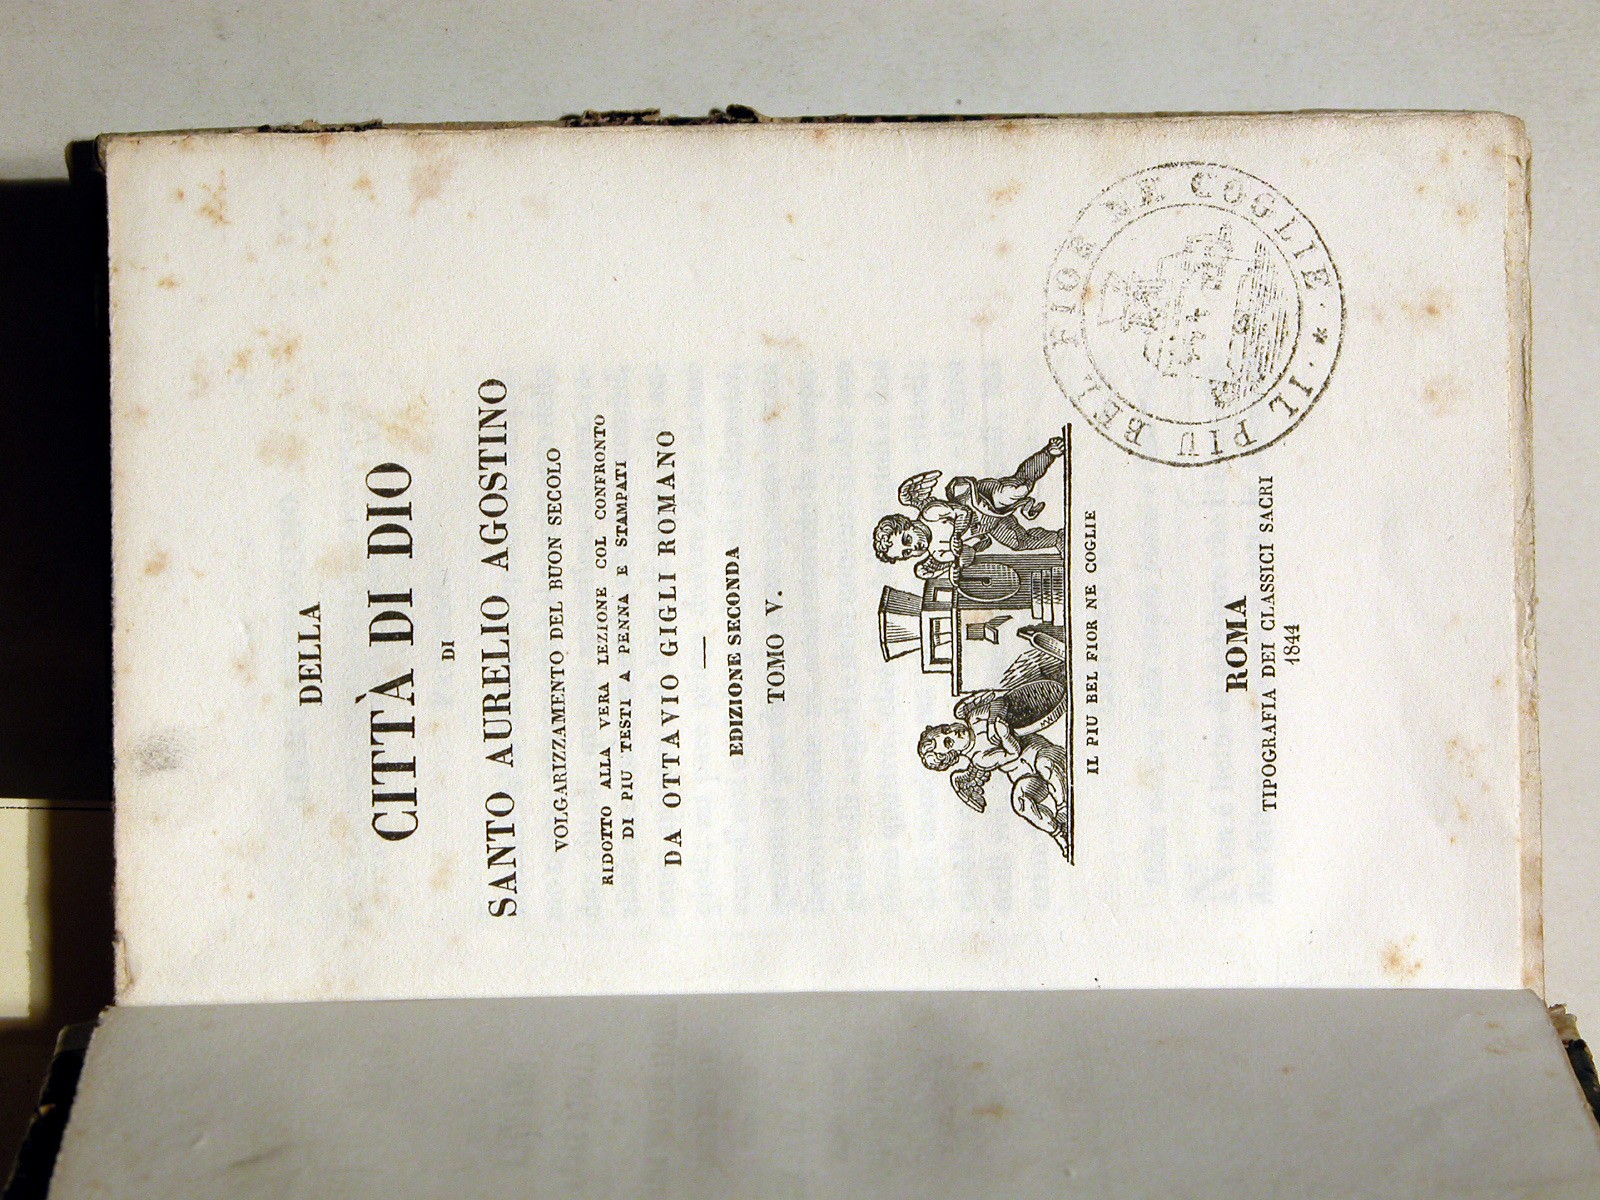 DELLA
CITTÀ DI DIO
DI
SANTO AURELIO AGOSTINO
VOLGARIZZAMENTO DEL BUON SECOLO
RIDOTTO ALLA VERA LEZIONE COL CONFRONTO
DI PIU TESTI A PENNA E STAMPATI
DA OTTAVIO GIGLI ROMANO
EDIZIONE SECONDA
TOMO V.
IL PIU BEL FIOR NE COGLIE
IL PIU BEL FIOR NE COGLIE
ROMA
TIPOGRAFIA DEI CLASSICI SACRI
1844